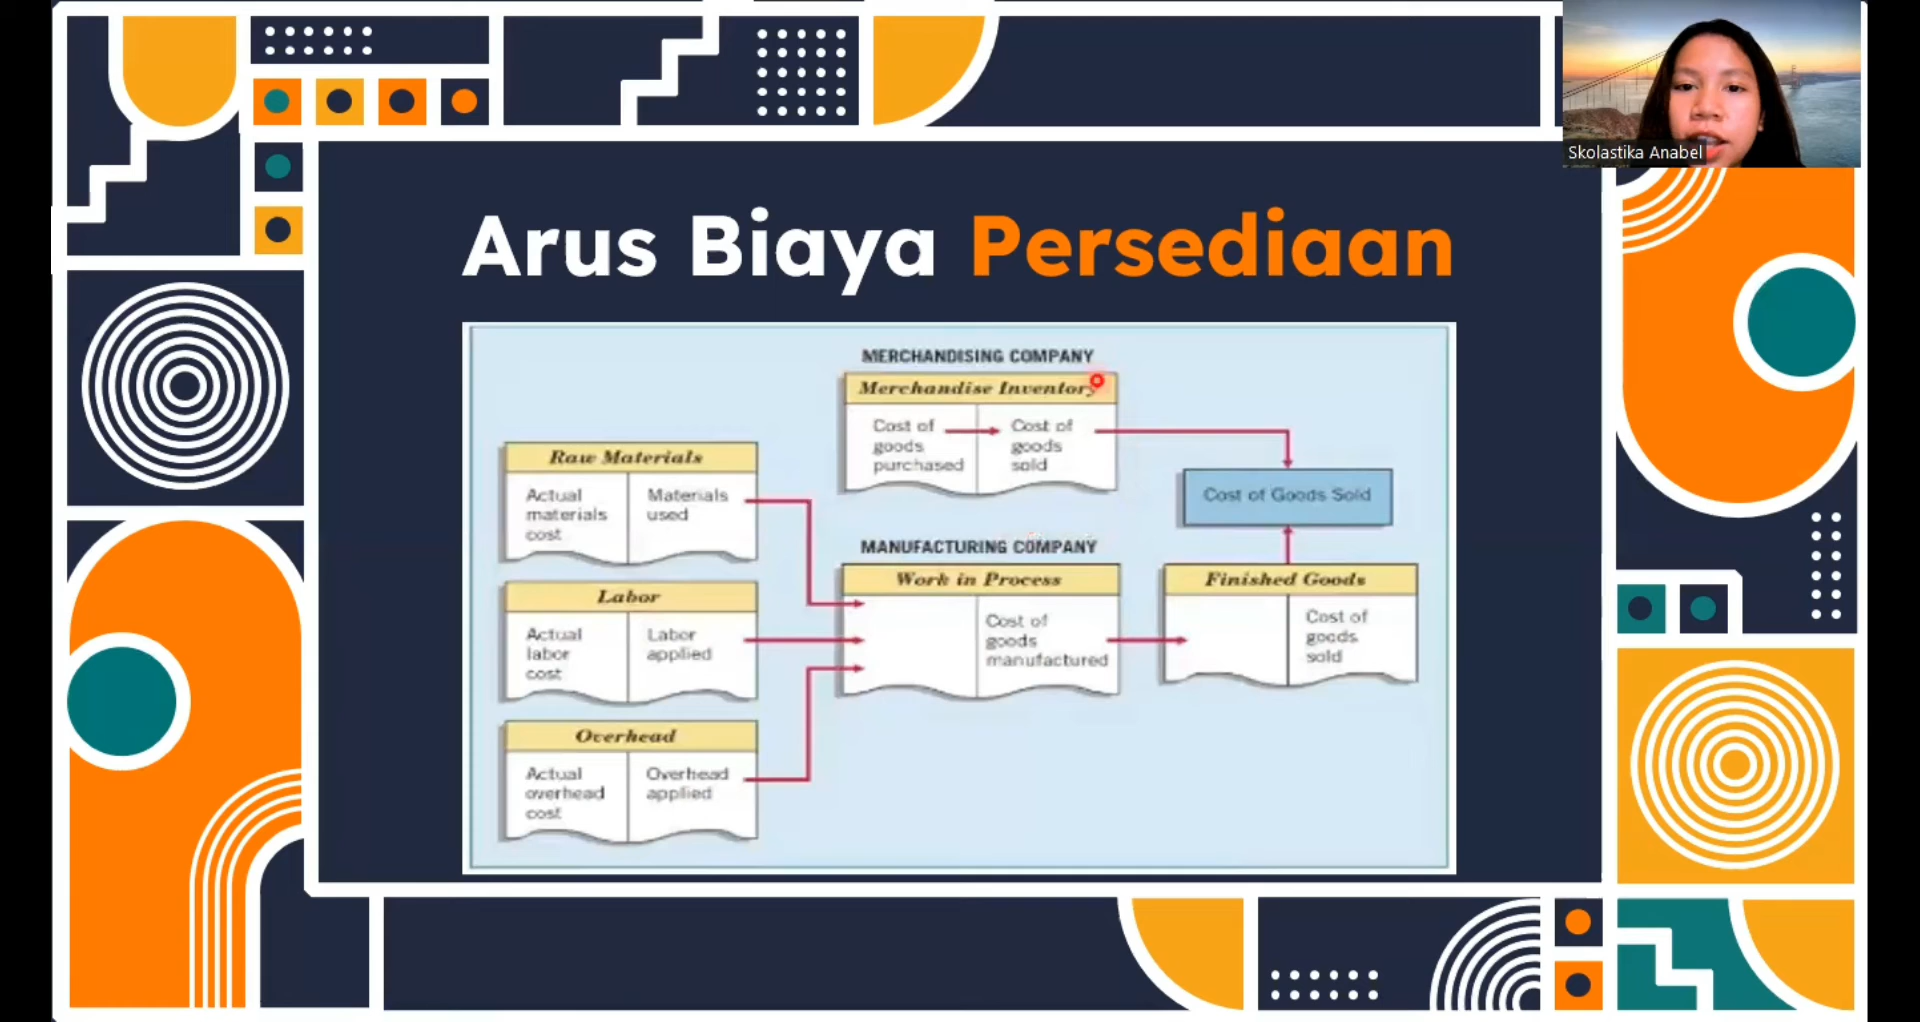 Skolastika Anabel
Arus Biaya Persediaan
MERCHANDISING COMPANY
Merchandise Inventory
Cost of
goods
purchased
Cost of
goods
sold
Raw Materials
Actual
materials
cost
Materials
used
Cost of Goods Sold
MANUFACTURING COMPANY
Labor
Actual
labor
cost
Labor
applied
Work in Process
Cost of
goods
manufactured
Finished Goods
Cost of
goods
sold
Overhead
Actual
overhead
cost
Overhead
applied